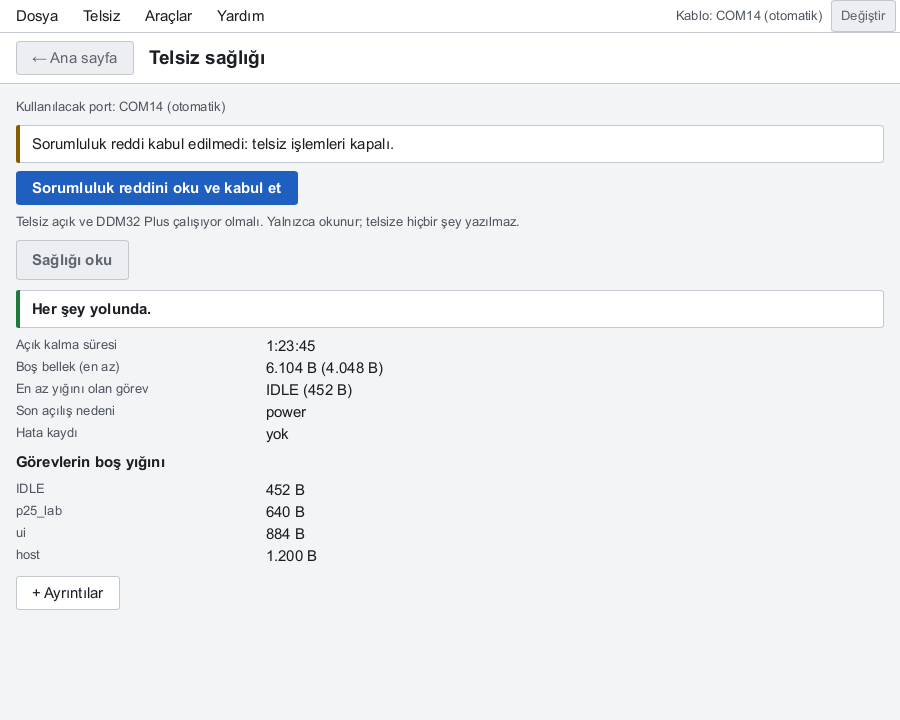 Dosya Telsiz Araçlar Yardım Kablo: COM14 (otomatik) Değiştir
← Ana sayfa Telsiz sağlığı
Kullanılacak port: COM14 (otomatik)
Sorumluluk reddi kabul edilmedi: telsiz işlemleri kapalı.
Sorumluluk reddini oku ve kabul et
Telsiz açık ve DDM32 Plus çalışıyor olmalı. Yalnızca okunur; telsize hiçbir şey yazılmaz.
Sağlığı oku
Her şey yolunda.
Açık kalma süresi 1:23:45
Boş bellek (en az) 6.104 B (4.048 B)
En az yığını olan görev IDLE (452 B)
Son açılış nedeni power
Hata kaydı yok
Görevlerin boş yığını
IDLE 452 B
p25_lab 640 B
ui 884 B
host 1.200 B
+ Ayrıntılar